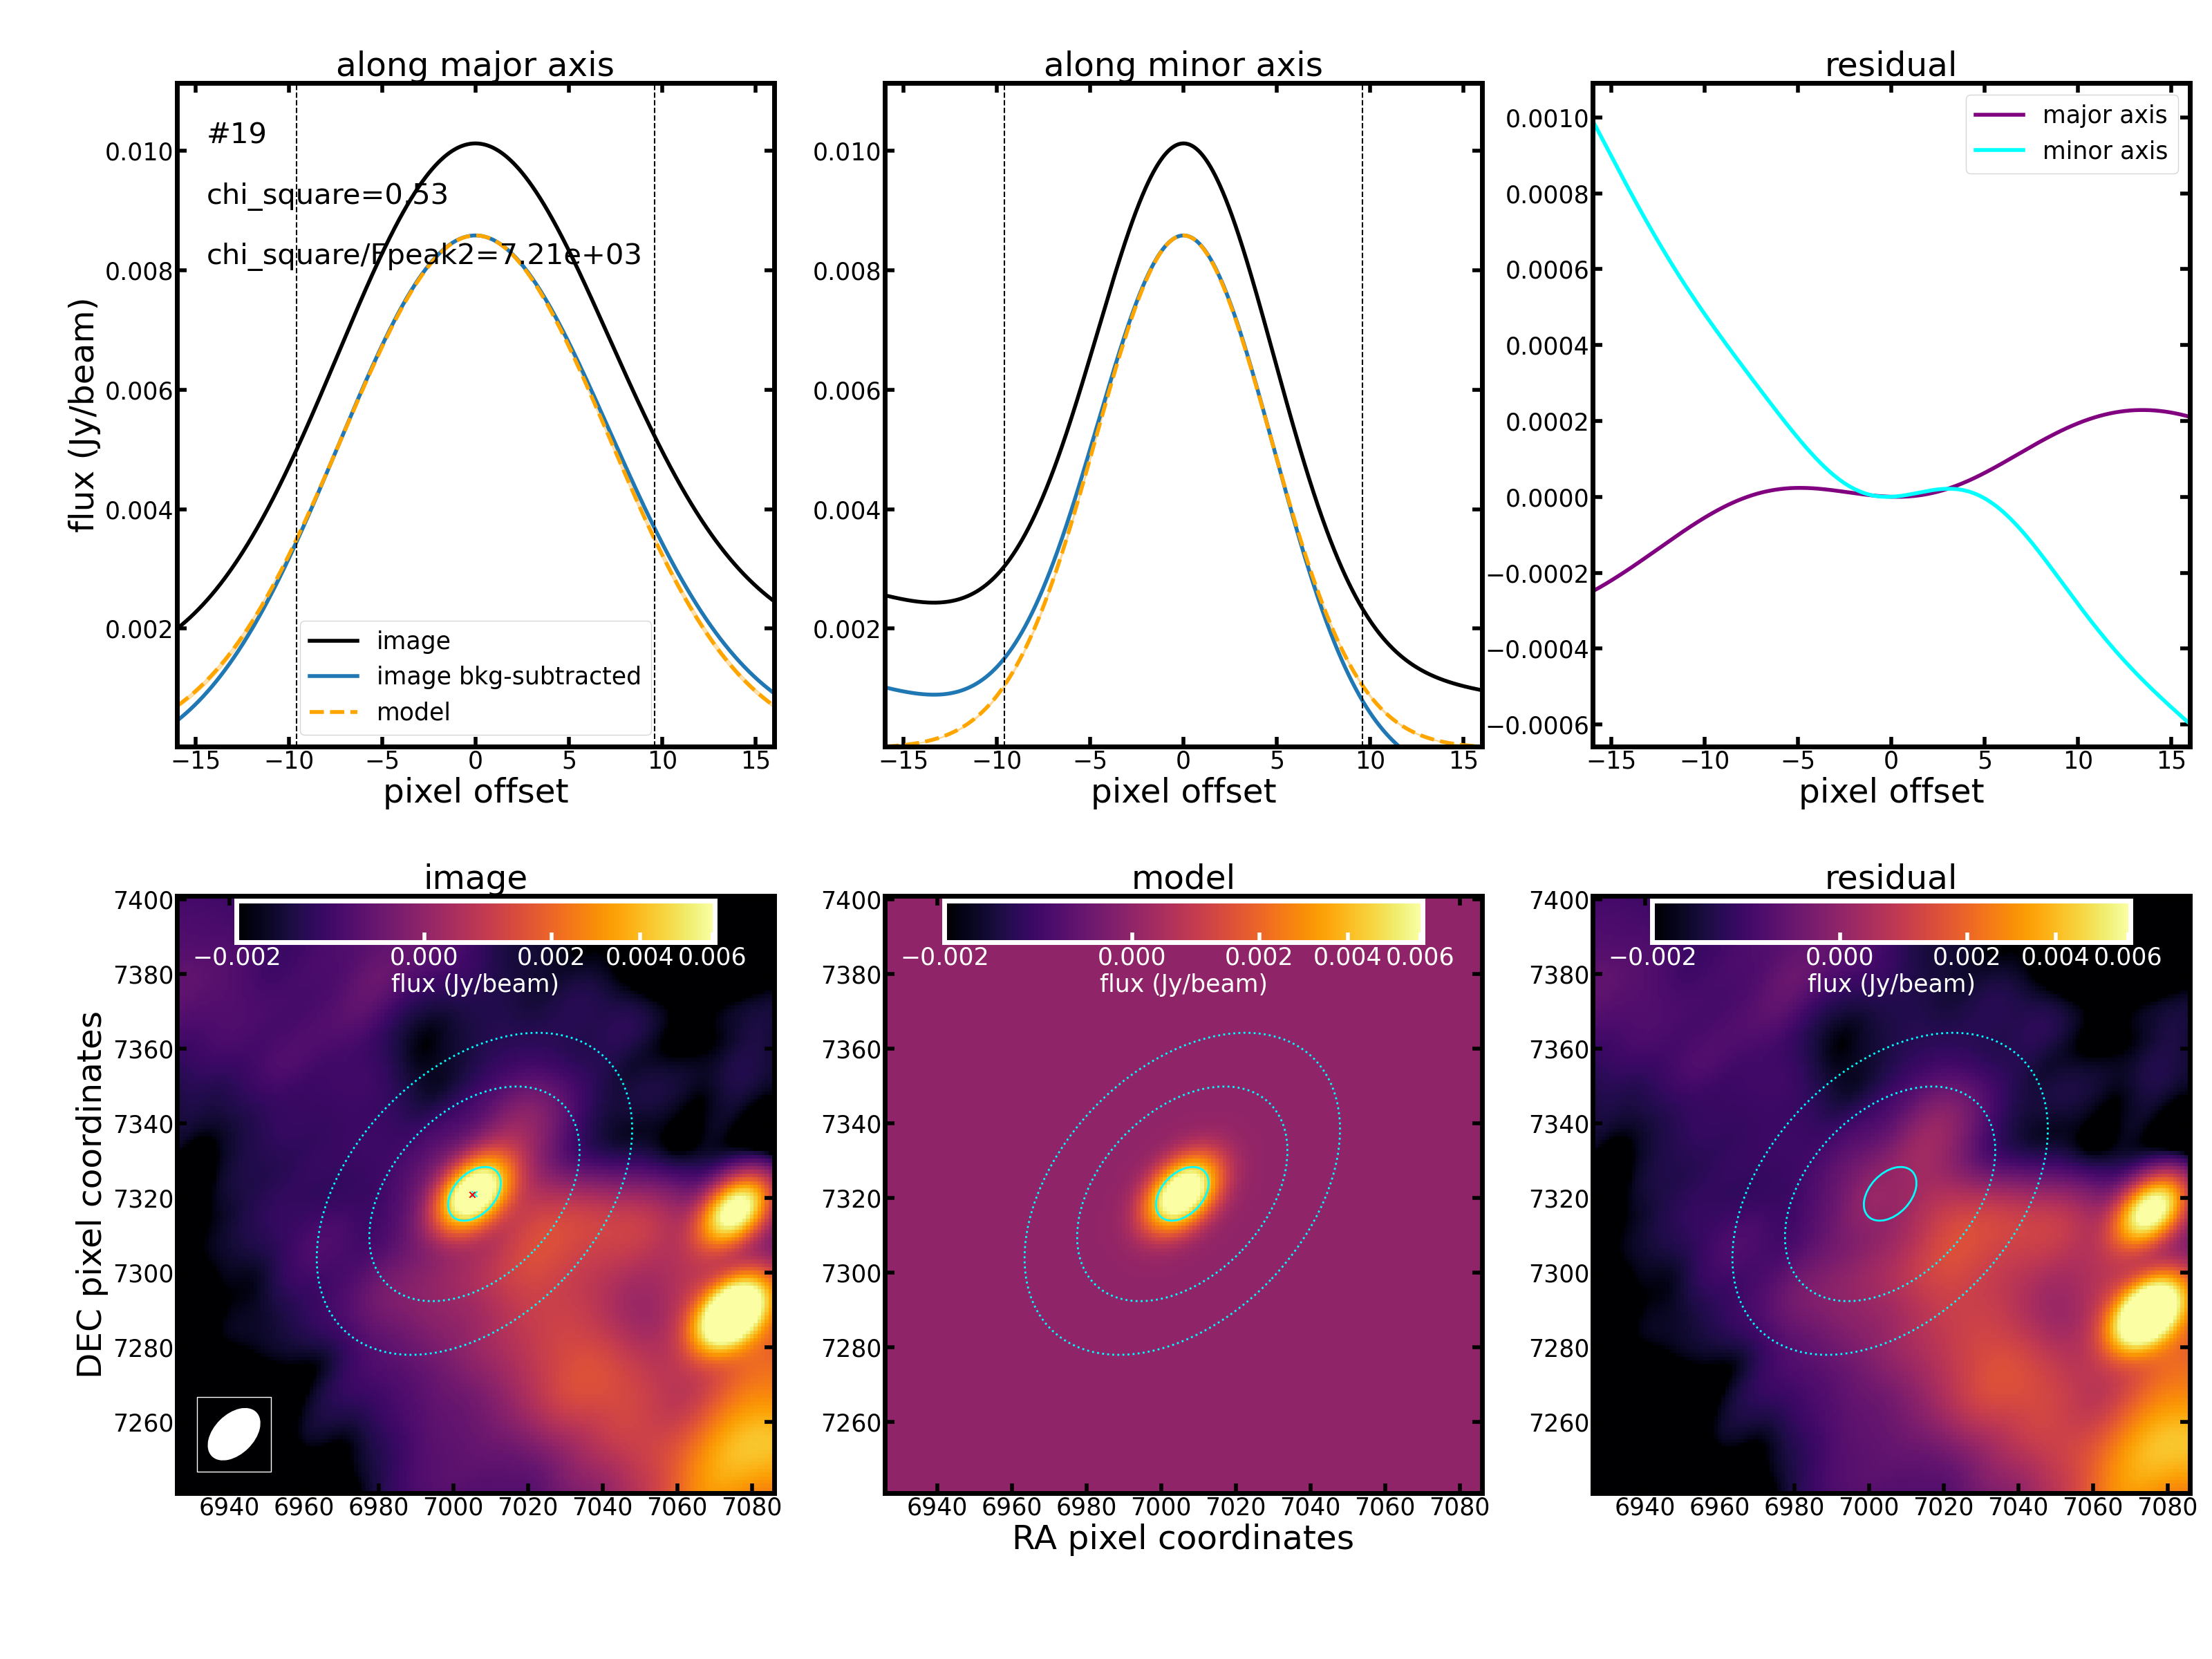 along major axis
along minor axis
residual
#19
chi_square=0.53
chi_square/Fpeak2=7.21e+03
flux (Jy/beam)
0.010
0.008
0.006
0.004
0.002
image
image bkg-subtracted
model
−15 −10 −5 0 5 10 15
pixel offset
0.010
0.008
0.006
0.004
0.002
−15 −10 −5 0 5 10 15
pixel offset
major axis
minor axis
0.0010
0.0008
0.0006
0.0004
0.0002
0.0000
−0.0002
−0.0004
−0.0006
−15 −10 −5 0 5 10 15
pixel offset
image
model
residual
DEC pixel coordinates
7400
7380
7360
7340
7320
7300
7280
7260
−0.002 0.000 0.002 0.004 0.006
flux (Jy/beam)
6940 6960 6980 7000 7020 7040 7060 7080
7400
7380
7360
7340
7320
7300
7280
7260
−0.002 0.000 0.002 0.004 0.006
flux (Jy/beam)
6940 6960 6980 7000 7020 7040 7060 7080
RA pixel coordinates
7400
7380
7360
7340
7320
7300
7280
7260
−0.002 0.000 0.002 0.004 0.006
flux (Jy/beam)
6940 6960 6980 7000 7020 7040 7060 7080